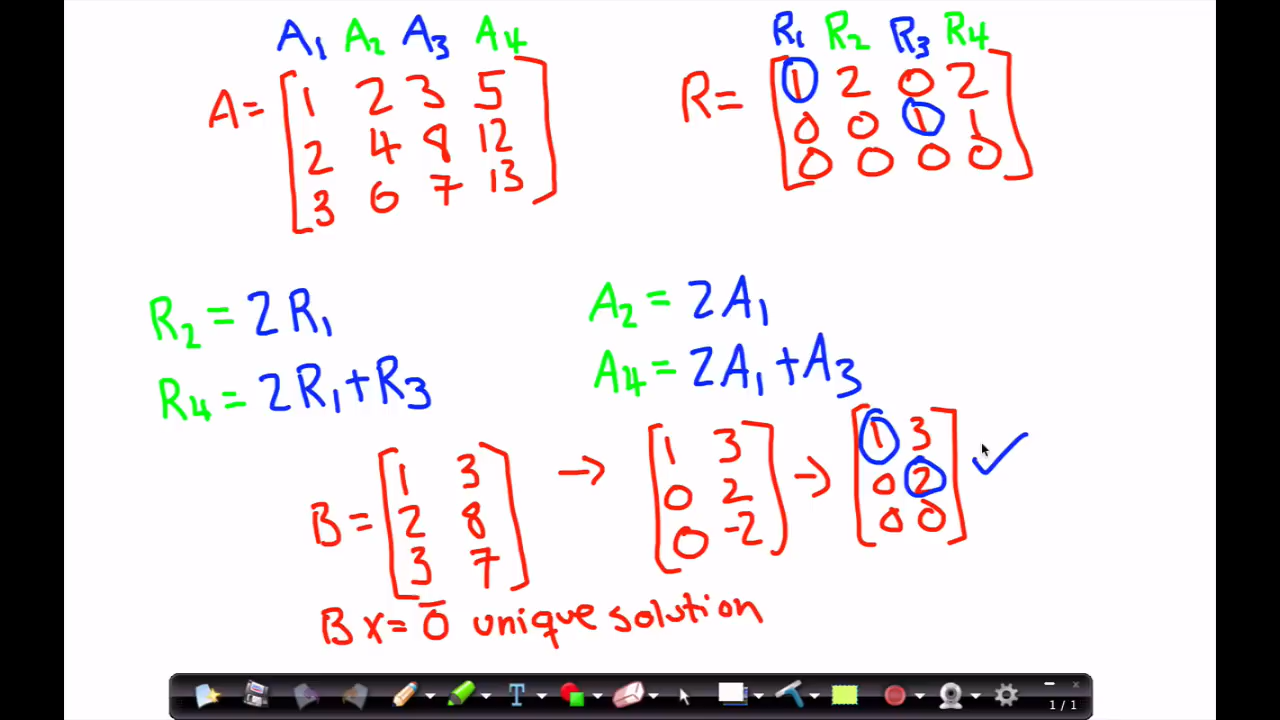 A₁ A₂ A₃ A₄
A = [1 2 3 5
2 4 8 12
3 6 7 13]
R₁ R₂ R₃ R₄
R = [1 2 0 2
0 0 1 1
0 0 0 0]
R₂ = 2R₁
R₄ = 2R₁+R₃
A₂ = 2A₁
A₄ = 2A₁+A₃
B = [1 3
2 8
3 7]
→ [1 3
0 2
0 -2]
→ [1 3
0 2
0 0] ✓
B x = 0̅ unique solution
T
1 / 1